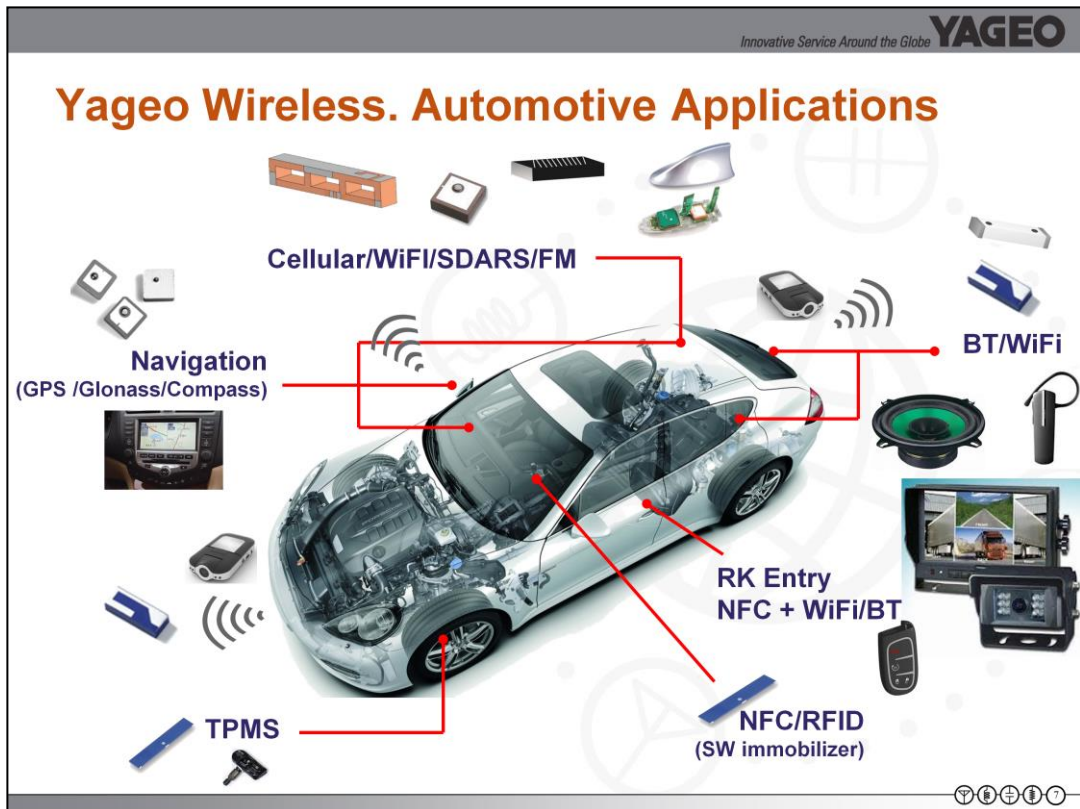 Innovative Service Around the Globe YAGEO
Yageo Wireless. Automotive Applications
Cellular/WiFI/SDARS/FM
Navigation
(GPS /Glonass/Compass)
BT/WiFi
RK Entry
NFC + WiFi/BT
TPMS
NFC/RFID
(SW immobilizer)
7